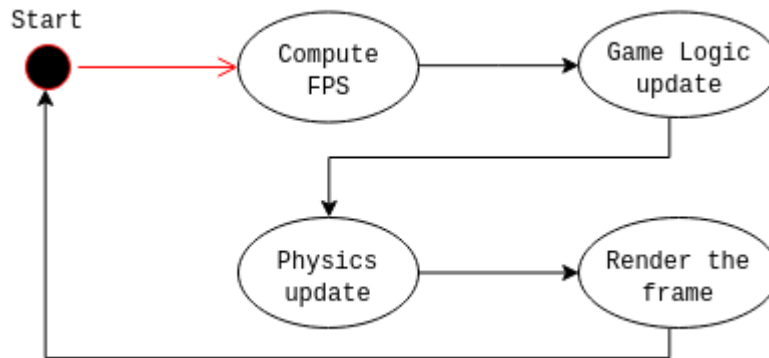 Start
Compute
FPS
Game Logic
update
Physics
update
Render the
frame